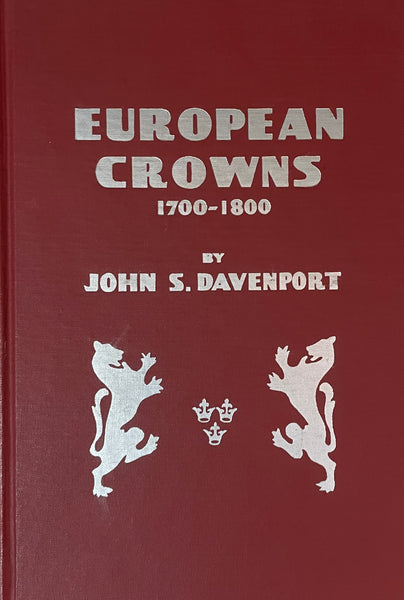 EUROPEAN
CROWNS
1700-1800
BY
JOHN S. DAVENPORT